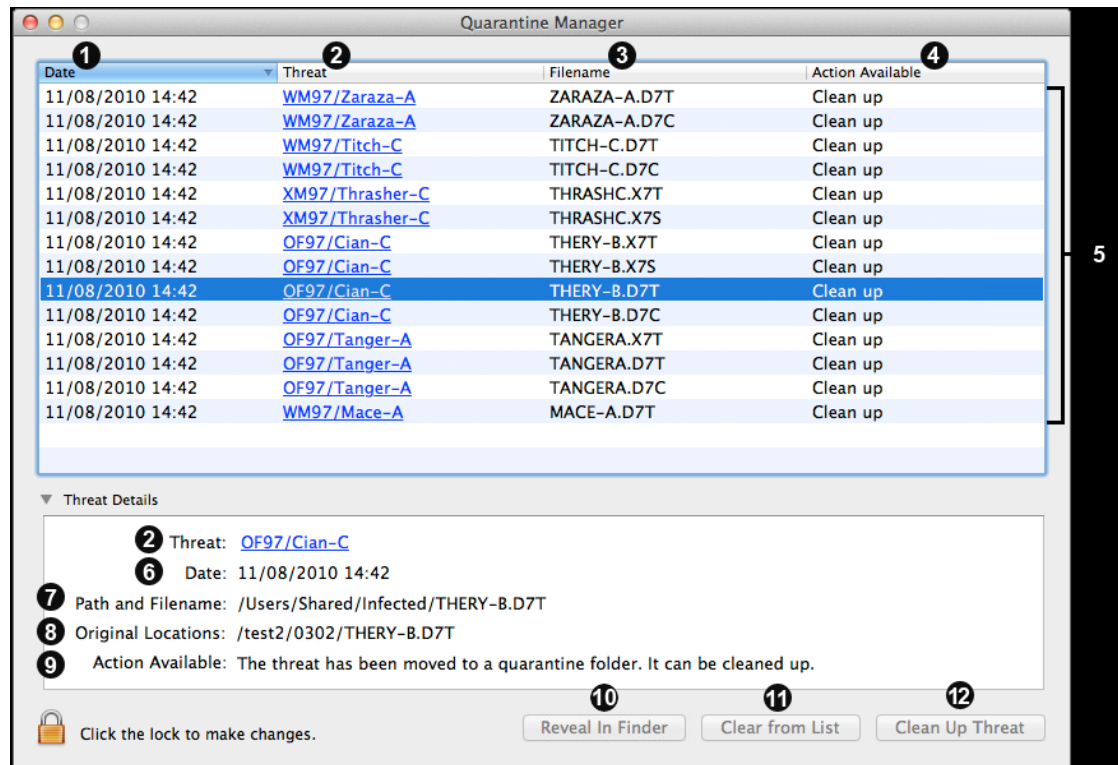 Quarantine Manager
1 2 3 4
Date Threat Filename Action Available
11/08/2010 14:42 WM97/Zaraza-A ZARAZA-A.D7T Clean up
11/08/2010 14:42 WM97/Zaraza-A ZARAZA-A.D7C Clean up
11/08/2010 14:42 WM97/Titch-C TITCH-C.D7T Clean up
11/08/2010 14:42 WM97/Titch-C TITCH-C.D7C Clean up
11/08/2010 14:42 XM97/Thrasher-C THRASHC.X7T Clean up
11/08/2010 14:42 XM97/Thrasher-C THRASHC.X7S Clean up
11/08/2010 14:42 OF97/Cian-C THERY-B.X7T Clean up
11/08/2010 14:42 OF97/Cian-C THERY-B.X7S Clean up 5
11/08/2010 14:42 OF97/Cian-C THERY-B.D7T Clean up
11/08/2010 14:42 OF97/Cian-C THERY-B.D7C Clean up
11/08/2010 14:42 OF97/Tanger-A TANGERA.X7T Clean up
11/08/2010 14:42 OF97/Tanger-A TANGERA.D7T Clean up
11/08/2010 14:42 OF97/Tanger-A TANGERA.D7C Clean up
11/08/2010 14:42 WM97/Mace-A MACE-A.D7T Clean up
Threat Details
2 Threat: OF97/Cian-C
6 Date: 11/08/2010 14:42
7 Path and Filename: /Users/Shared/Infected/THERY-B.D7T
8 Original Locations: /test2/0302/THERY-B.D7T
9 Action Available: The threat has been moved to a quarantine folder. It can be cleaned up.
10 11 12
Click the lock to make changes. Reveal In Finder Clear from List Clean Up Threat